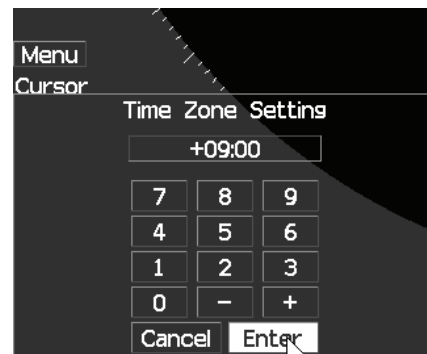 Menu
Cursor
Time Zone Setting
+09:00
7 8 9
4 5 6
1 2 3
0 - +
Cancel Enter